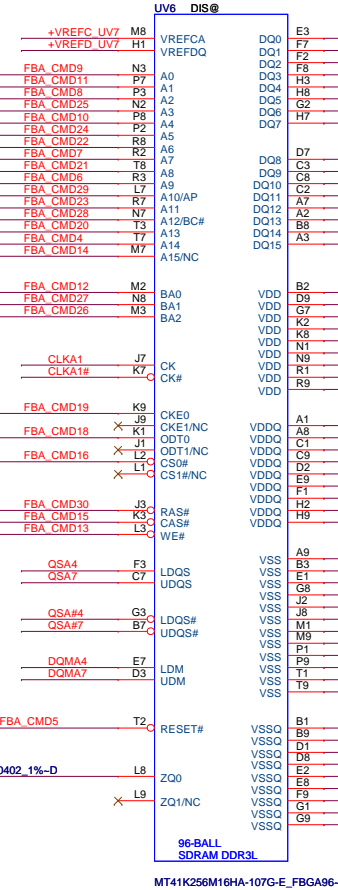 UV6 DIS@
+VREFC_UV7 M8 VREFCA DQ0 E3
+VREFD_UV7 H1 VREFDQ DQ1 F7
DQ2 F2
FBA_CMD9 N3 A0 DQ3 F8
FBA_CMD11 P7 A1 DQ4 H3
FBA_CMD8 P3 A2 DQ5 H8
FBA_CMD25 N2 A3 DQ6 G2
FBA_CMD10 P8 A4 DQ7 H7
FBA_CMD24 P2 A5
FBA_CMD22 R8 A6
FBA_CMD7 R2 A7 DQ8 D7
FBA_CMD21 T8 A8 DQ9 C3
FBA_CMD6 R3 A9 DQ10 C8
FBA_CMD29 L7 A10/AP DQ11 C2
FBA_CMD23 R7 A11 DQ12 A7
FBA_CMD28 N7 A12/BC# DQ13 A2
FBA_CMD20 T3 A13 DQ14 B8
FBA_CMD4 T7 A14 DQ15 A3
FBA_CMD14 M7 A15/NC
FBA_CMD12 M2 BA0 VDD B2
FBA_CMD27 N8 BA1 VDD D9
FBA_CMD26 M3 BA2 VDD G7
VDD K2
VDD K8
VDD N1
CLKA1 J7 CK VDD N9
CLKA1# K7 CK# VDD R1
VDD R9
FBA_CMD19 K9 CKE0
J9 CKE1/NC VDDQ A1
FBA_CMD18 K1 ODT0 VDDQ A8
J1 ODT1/NC VDDQ C1
FBA_CMD16 L2 CS0# VDDQ C9
L1 CS1#/NC VDDQ D2
VDDQ E9
VDDQ F1
FBA_CMD30 J3 RAS# VDDQ H2
FBA_CMD15 K3 CAS# VDDQ H9
FBA_CMD13 L3 WE#
VSS A9
QSA4 F3 LDQS VSS B3
QSA7 C7 UDQS VSS E1
VSS G8
VSS J2
QSA#4 G3 LDQS# VSS J8
QSA#7 B7 UDQS# VSS M1
VSS M9
VSS P1
DQMA4 E7 LDM VSS P9
DQMA7 D3 UDM VSS T1
VSS T9
FBA_CMD5 T2 RESET# VSSQ B1
VSSQ B9
VSSQ D1
VSSQ D8
0402_1%~D L8 ZQ0 VSSQ E2
VSSQ E8
L9 ZQ1/NC VSSQ F9
VSSQ G1
VSSQ G9
96-BALL
SDRAM DDR3L
MT41K256M16HA-107G-E_FBGA96-